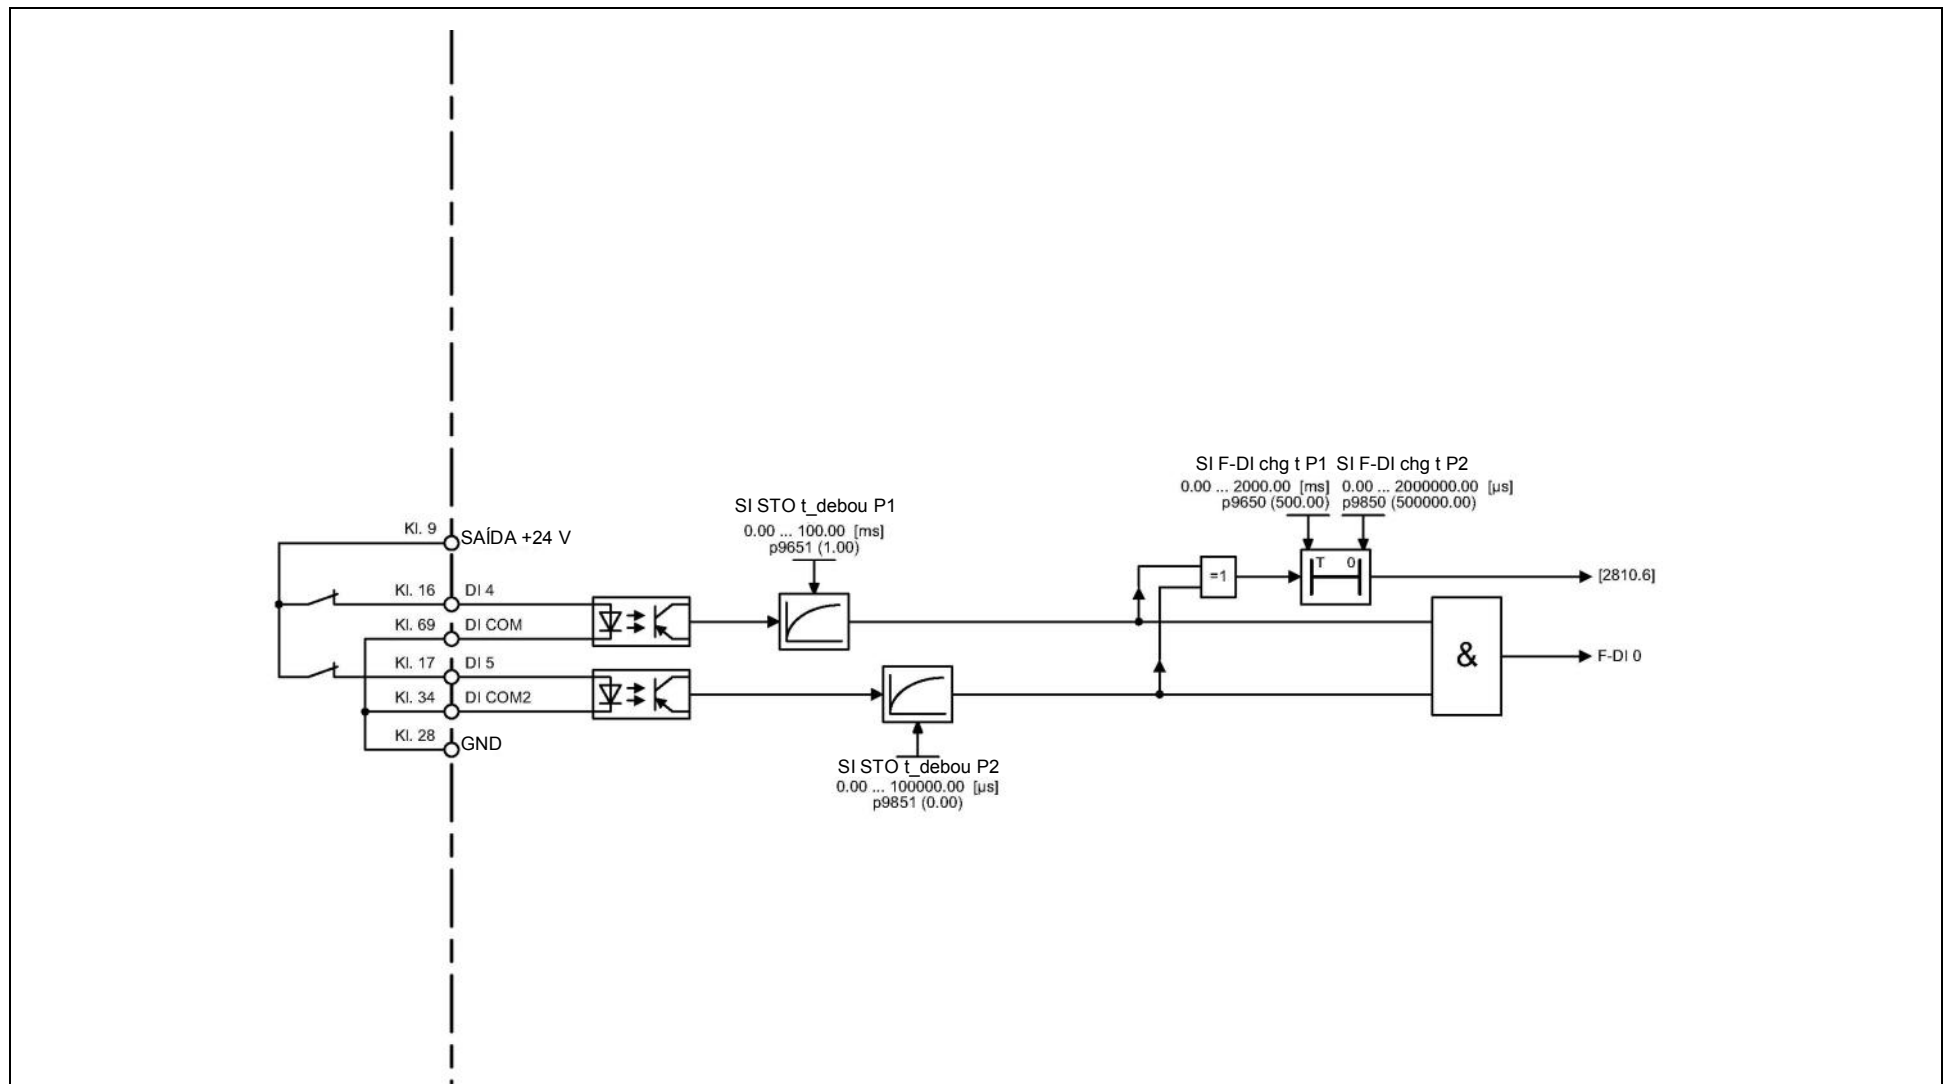 SI F-DI chg t P1 SI F-DI chg t P2
0.00 ... 2000.00 [ms] 0.00 ... 2000000.00 [µs]
p9650 (500.00) p9850 (500000.00)
SI STO t_debou P1
0.00 ... 100.00 [ms]
p9651 (1.00)
Kl. 9 SAÍDA +24 V
T 0
=1
[2810.6]
Kl. 16 DI 4
Kl. 69 DI COM
&
F-DI 0
Kl. 17 DI 5
Kl. 34 DI COM2
Kl. 28 GND
SI STO t_debou P2
0.00 ... 100000.00 [µs]
p9851 (0.00)